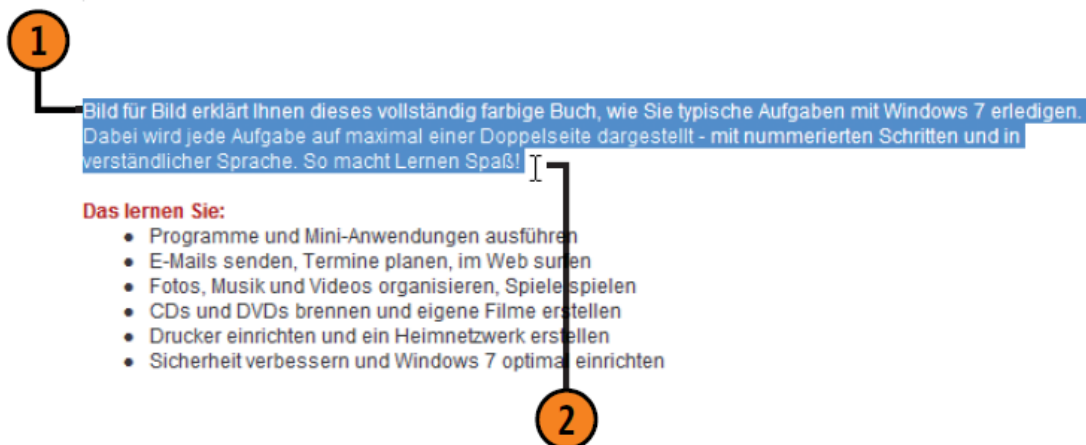 1
Bild für Bild erklärt Ihnen dieses vollständig farbige Buch, wie Sie typische Aufgaben mit Windows 7 erledigen.
Dabei wird jede Aufgabe auf maximal einer Doppelseite dargestellt - mit nummerierten Schritten und in
verständlicher Sprache. So macht Lernen Spaß!
Das lernen Sie:
● Programme und Mini-Anwendungen ausführen
● E-Mails senden, Termine planen, im Web surfen
● Fotos, Musik und Videos organisieren, Spiele spielen
● CDs und DVDs brennen und eigene Filme erstellen
● Drucker einrichten und ein Heimnetzwerk erstellen
● Sicherheit verbessern und Windows 7 optimal einrichten
2